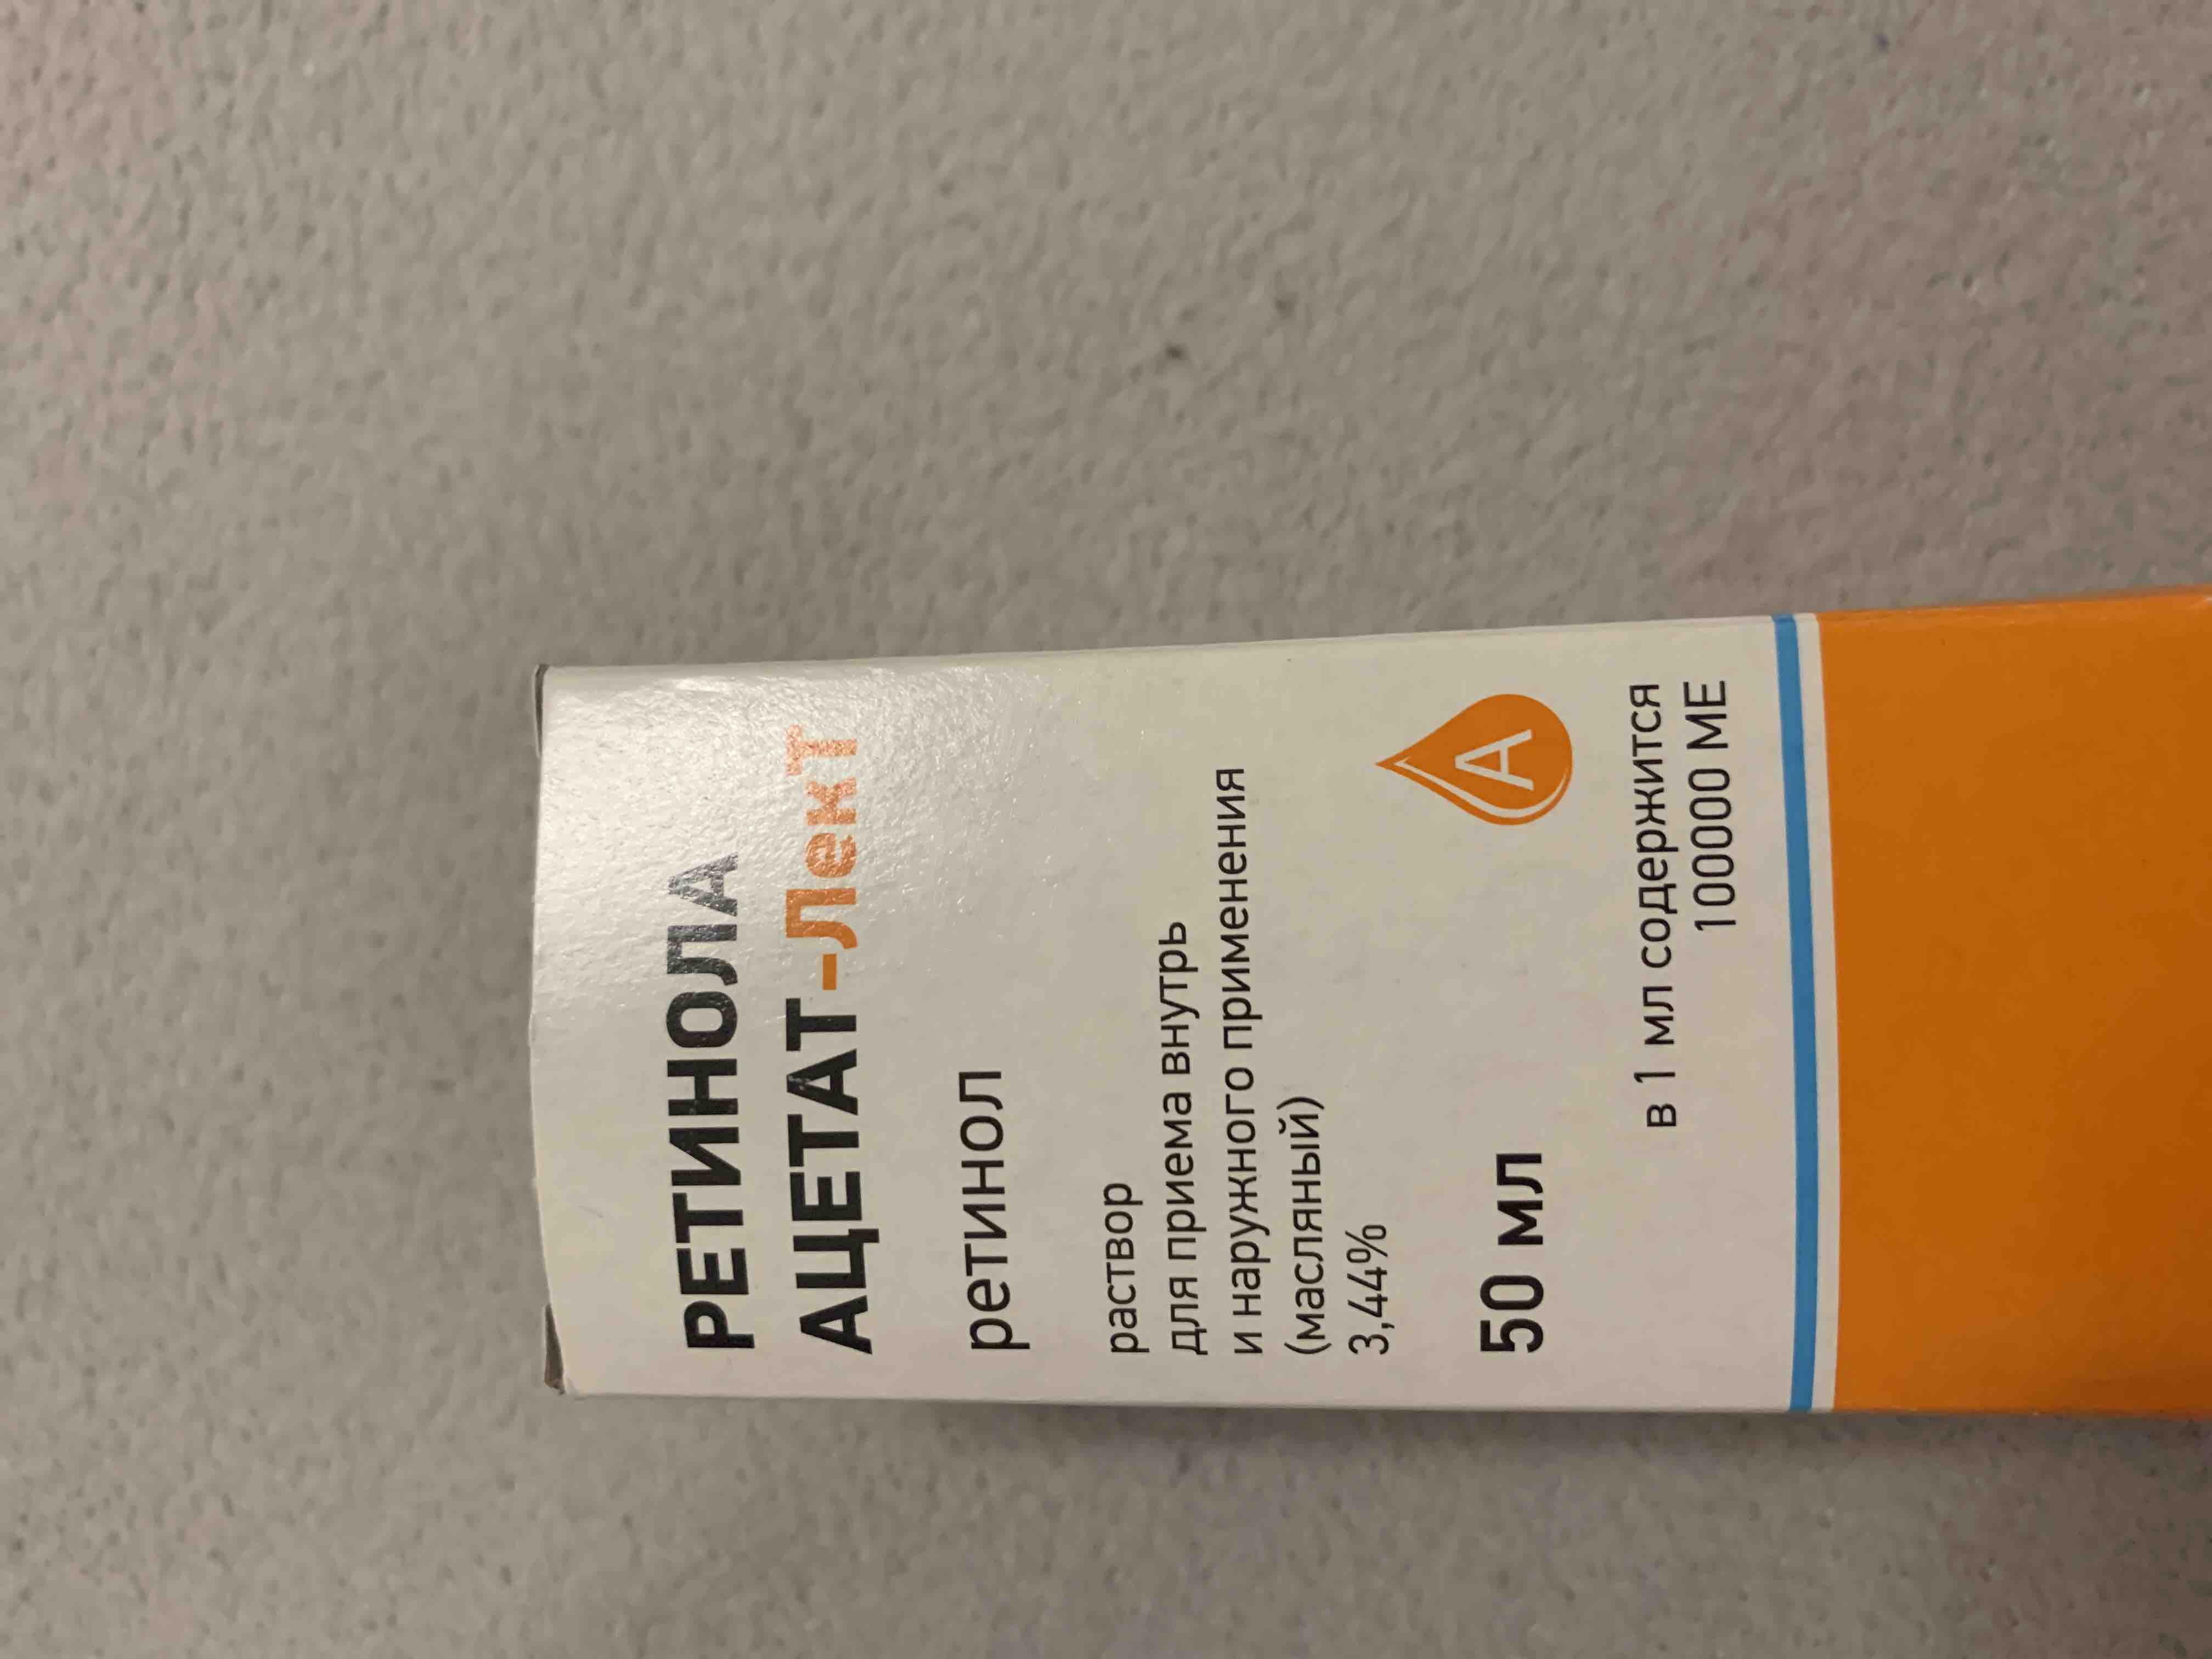 РЕТИНОЛА
АЦЕТАТ-Лект
ретинол
раствор
для приема внутрь
и наружного применения
(масляный)
3,44%
50 мл
А
в 1 мл содержится
100000 МЕ